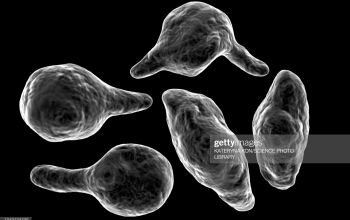 gettyimages
KATERYNA KON/SCIENCE PHOTO
LIBRARY